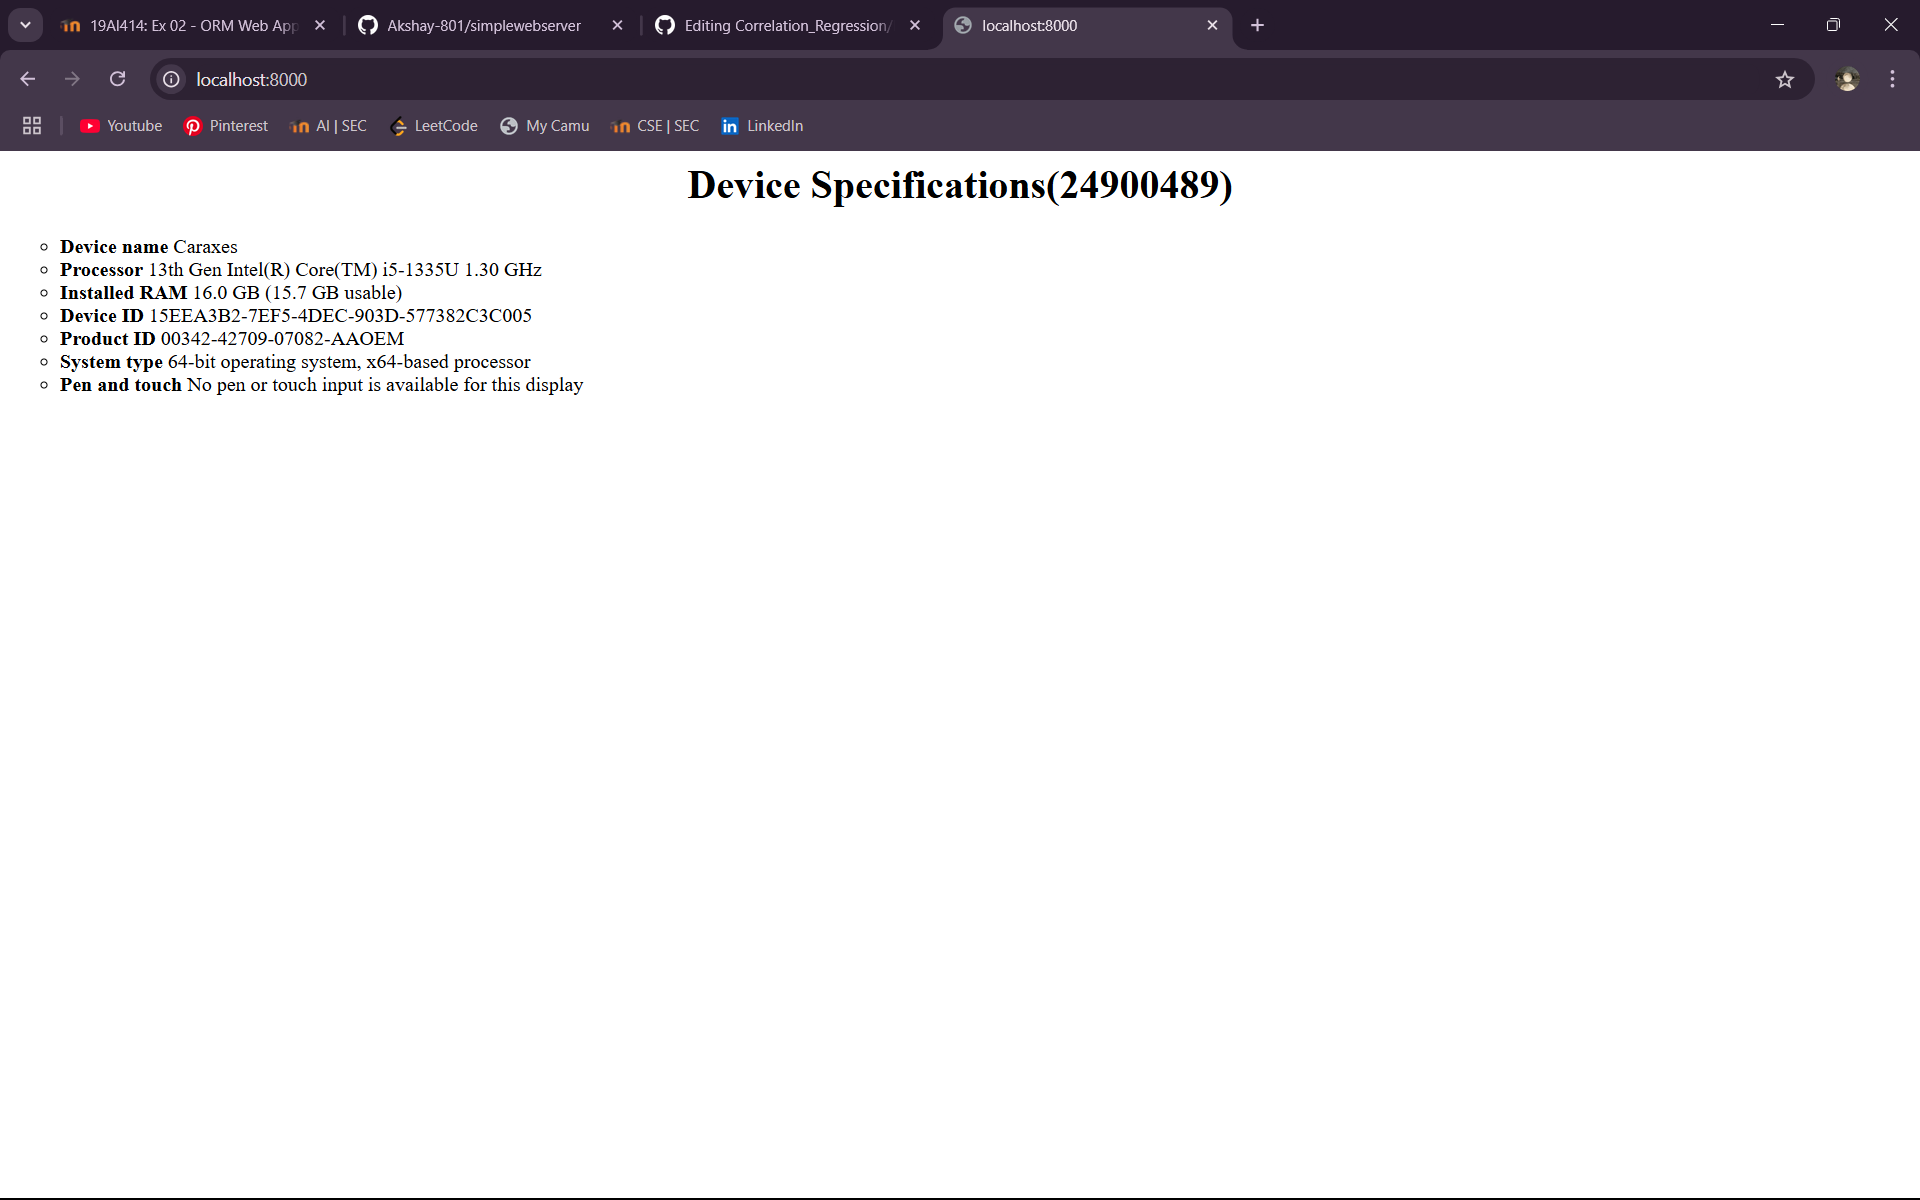 19AI414: Ex 02 - ORM Web App
Akshay-801/simplewebserver
Editing Correlation_Regression/
localhost:8000
localhost:8000
Youtube
Pinterest
AI | SEC
LeetCode
My Camu
CSE | SEC
LinkedIn
Device Specifications(24900489)
Device name Caraxes
Processor 13th Gen Intel(R) Core(TM) i5-1335U 1.30 GHz
Installed RAM 16.0 GB (15.7 GB usable)
Device ID 15EEA3B2-7EF5-4DEC-903D-577382C3C005
Product ID 00342-42709-07082-AAOEM
System type 64-bit operating system, x64-based processor
Pen and touch No pen or touch input is available for this display